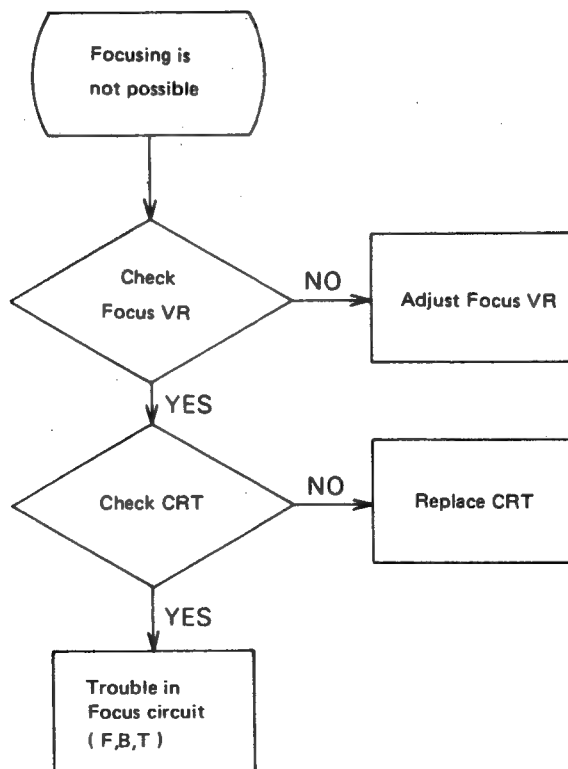 Focusing is
not possible
Check
Focus VR
NO
Adjust Focus VR
YES
Check CRT
NO
Replace CRT
YES
Trouble in
Focus circuit
( F,B,T )